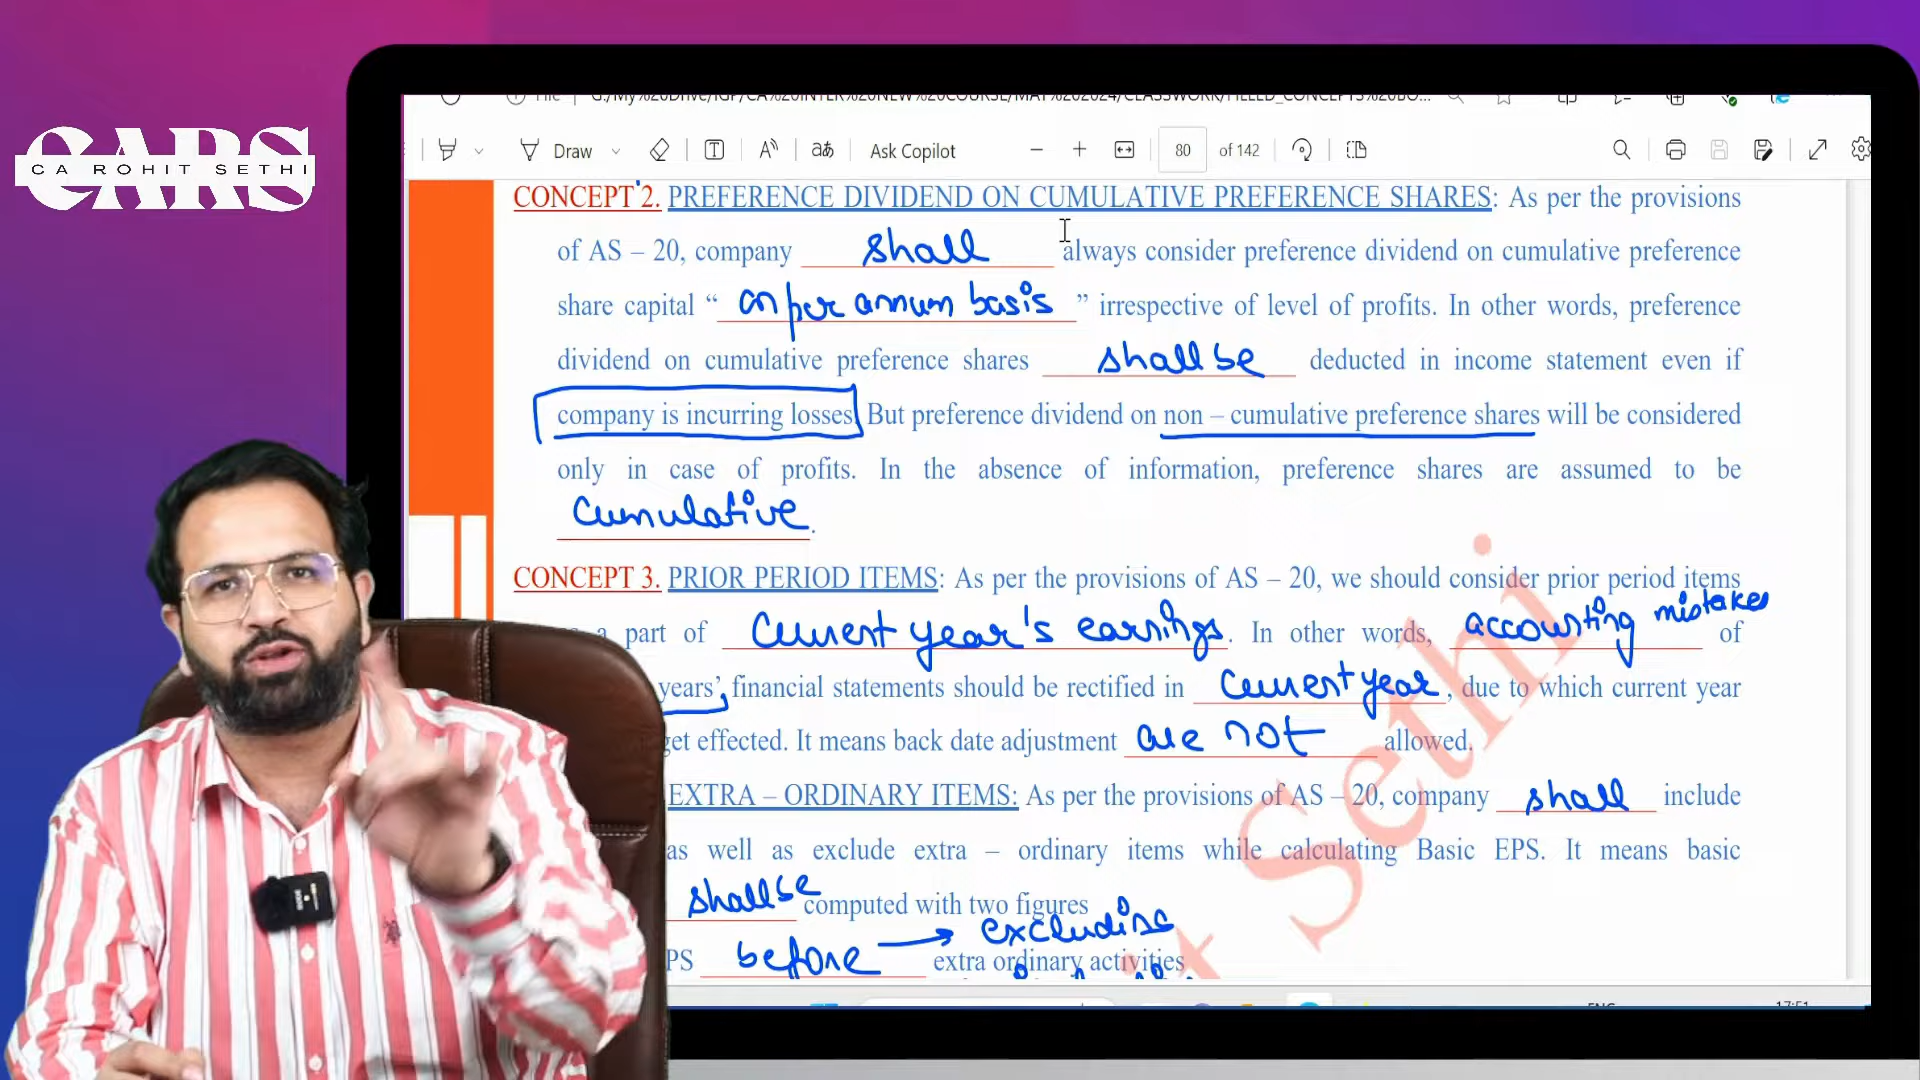 CARS
CA ROHIT SETHI
Draw
Ask Copilot
80 of 142
CONCEPT 2. PREFERENCE DIVIDEND ON CUMULATIVE PREFERENCE SHARES: As per the provisions
of AS – 20, company shall always consider preference dividend on cumulative preference
share capital “ on per annum basis ” irrespective of level of profits. In other words, preference
dividend on cumulative preference shares shall be deducted in income statement even if
company is incurring losses. But preference dividend on non – cumulative preference shares will be considered
only in case of profits. In the absence of information, preference shares are assumed to be
Cumulative.
CONCEPT 3. PRIOR PERIOD ITEMS: As per the provisions of AS – 20, we should consider prior period items
a part of current year's earnings. In other words, accounting mistakes of
years’ financial statements should be rectified in current year, due to which current year
get effected. It means back date adjustment are not allowed.
EXTRA – ORDINARY ITEMS: As per the provisions of AS – 20, company shall include
as well as exclude extra – ordinary items while calculating Basic EPS. It means basic
shall be computed with two figures
before → excluding
extra ordinary activities
Sethi